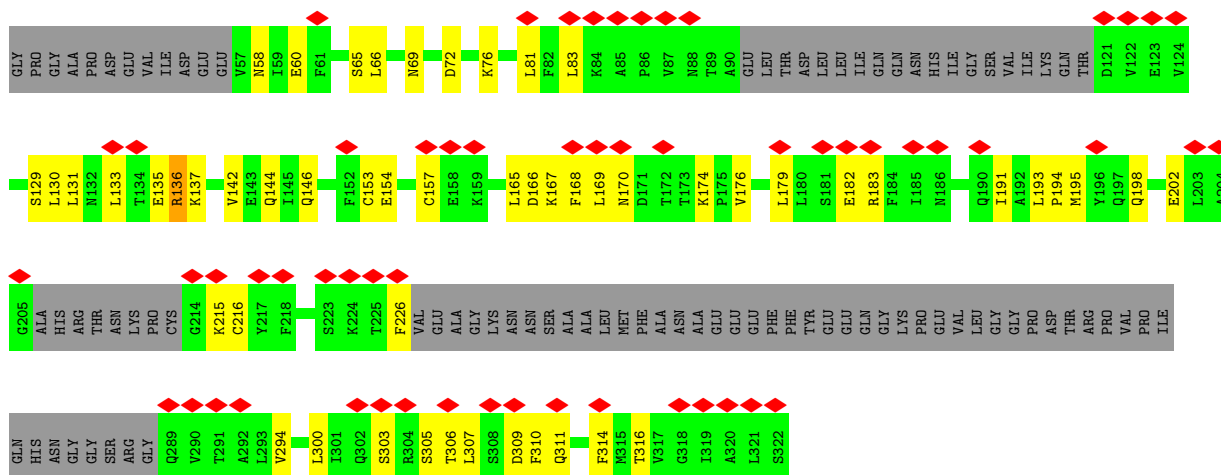 GLY PRO GLY ALA PRO ASP GLU VAL ILE ASP GLU GLU V57 N58 I59 E60 F61 S65 L66 N69 D72 K76 L81 F82 L83 K84 A85 P86 V87 N88 T89 A90 GLU LEU THR ASP LEU LEU ILE GLN GLN ASN HIS ILE GLY SER VAL ILE LYS GLN THR D121 V122 E123 V124
S129 L130 L131 N132 L133 T134 E135 R136 K137 V142 E143 Q144 I145 Q146 F152 C153 E154 C157 E158 K159 L165 D166 K167 F168 L169 N170 D171 T172 T173 K174 P175 V176 L179 L180 S181 E182 R183 F184 I185 N186 Q190 I191 A192 L193 P194 M195 Y196 Q197 Q198 E202 L203 A204
G205 ALA HIS ARG THR ASN LYS PRO CYS G214 K215 C216 Y217 F218 S223 K224 T225 F226 VAL GLU ALA GLY LYS ASN ASN SER ALA ALA LEU MET PHE ALA ASN ALA GLU GLU GLU PHE PHE TYR GLU GLU GLN GLY LYS PRO GLU VAL LEU GLY GLY PRO ASP THR ARG PRO VAL PRO ILE
GLN HIS ASN GLY GLY SER ARG GLY Q289 V290 T291 A292 L293 V294 L300 I301 Q302 S303 R304 S305 T306 L307 S308 D309 F310 Q311 F314 M315 T316 V317 G318 I319 A320 L321 S322